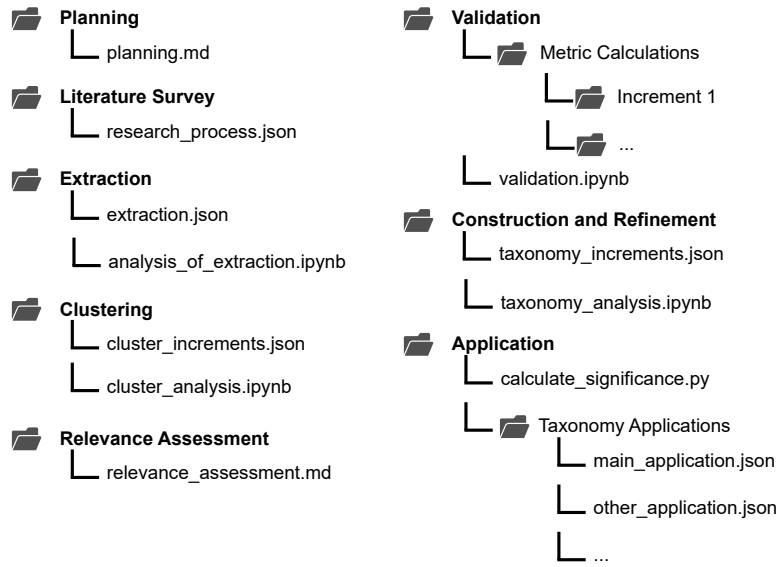 Planning
planning.md
Literature Survey
research_process.json
Extraction
extraction.json
analysis_of_extraction.ipynb
Clustering
cluster_increments.json
cluster_analysis.ipynb
Relevance Assessment
relevance_assessment.md
Validation
Metric Calculations
Increment 1
...
validation.ipynb
Construction and Refinement
taxonomy_increments.json
taxonomy_analysis.ipynb
Application
calculate_significance.py
Taxonomy Applications
main_application.json
other_application.json
...